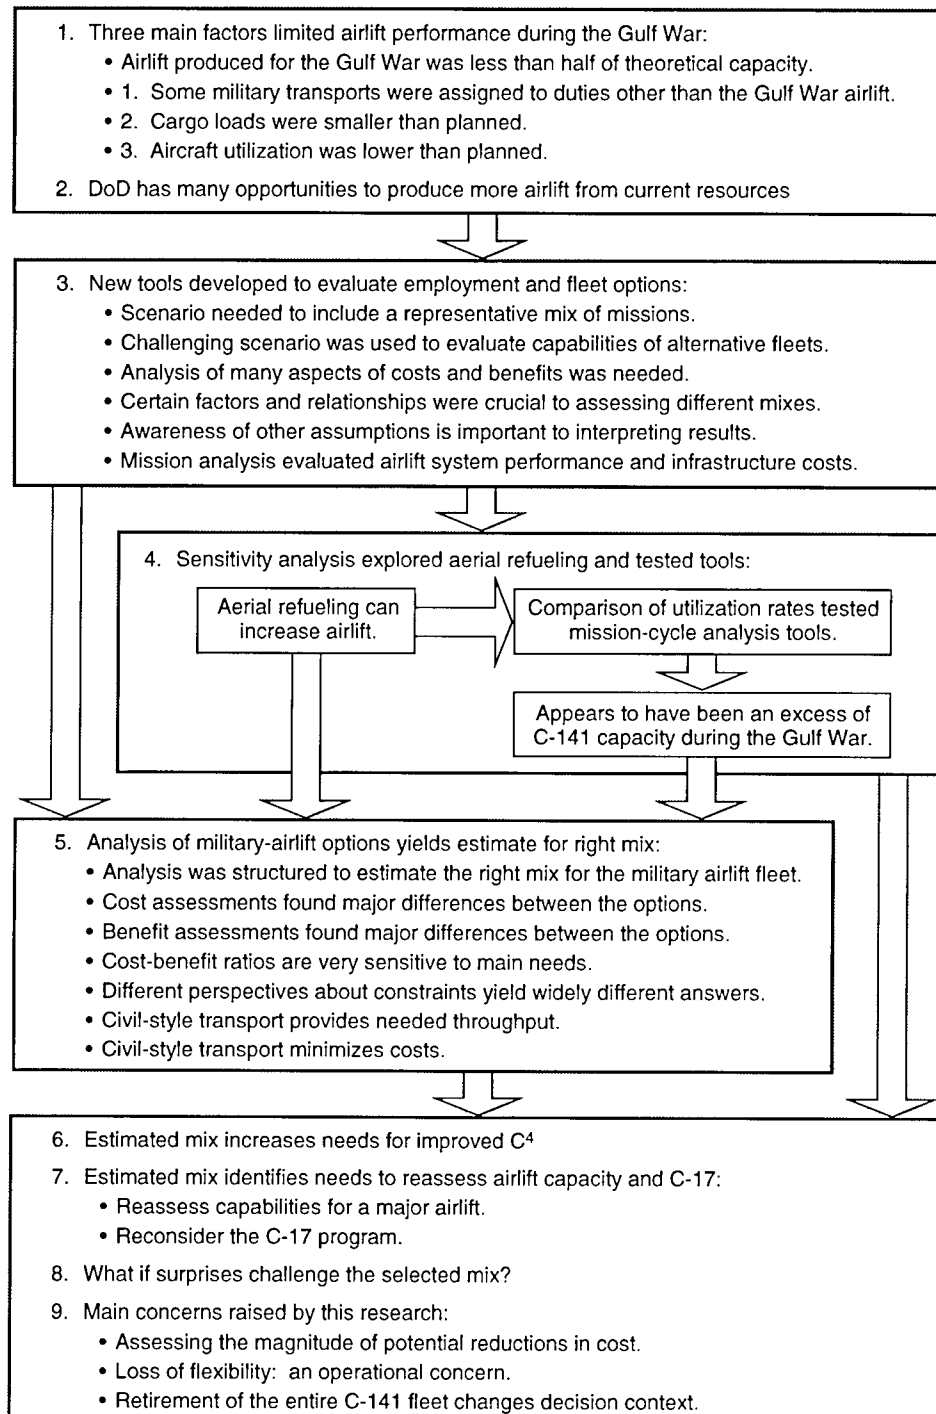 1. Three main factors limited airlift performance during the Gulf War:
• Airlift produced for the Gulf War was less than half of theoretical capacity.
• 1. Some military transports were assigned to duties other than the Gulf War airlift.
• 2. Cargo loads were smaller than planned.
• 3. Aircraft utilization was lower than planned.
2. DoD has many opportunities to produce more airlift from current resources
3. New tools developed to evaluate employment and fleet options:
• Scenario needed to include a representative mix of missions.
• Challenging scenario was used to evaluate capabilities of alternative fleets.
• Analysis of many aspects of costs and benefits was needed.
• Certain factors and relationships were crucial to assessing different mixes.
• Awareness of other assumptions is important to interpreting results.
• Mission analysis evaluated airlift system performance and infrastructure costs.
4. Sensitivity analysis explored aerial refueling and tested tools:
Aerial refueling can
increase airlift.
Comparison of utilization rates tested
mission-cycle analysis tools.
Appears to have been an excess of
C-141 capacity during the Gulf War.
5. Analysis of military-airlift options yields estimate for right mix:
• Analysis was structured to estimate the right mix for the military airlift fleet.
• Cost assessments found major differences between the options.
• Benefit assessments found major differences between the options.
• Cost-benefit ratios are very sensitive to main needs.
• Different perspectives about constraints yield widely different answers.
• Civil-style transport provides needed throughput.
• Civil-style transport minimizes costs.
6. Estimated mix increases needs for improved C⁴
7. Estimated mix identifies needs to reassess airlift capacity and C-17:
• Reassess capabilities for a major airlift.
• Reconsider the C-17 program.
8. What if surprises challenge the selected mix?
9. Main concerns raised by this research:
• Assessing the magnitude of potential reductions in cost.
• Loss of flexibility: an operational concern.
• Retirement of the entire C-141 fleet changes decision context.